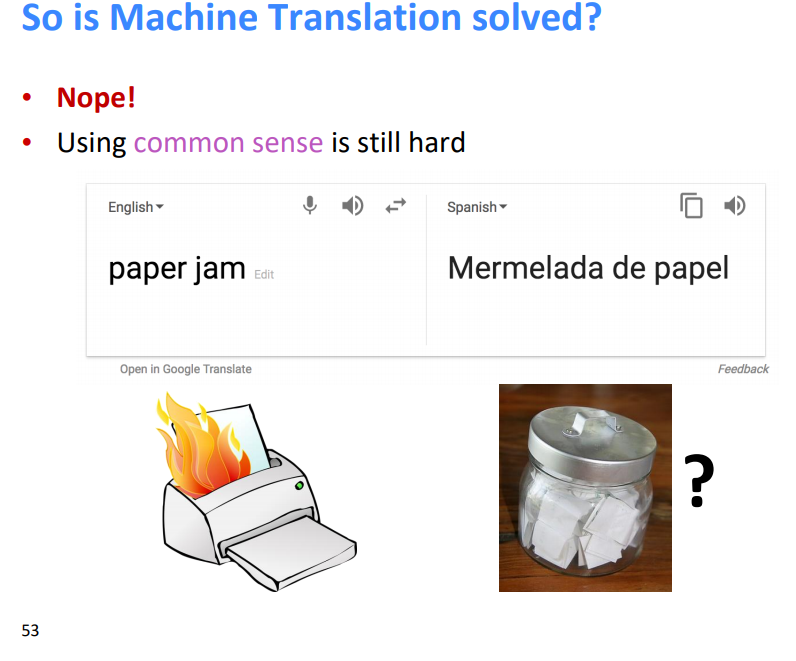 So is Machine Translation solved?
• Nope!
• Using common sense is still hard
English Spanish
paper jam Edit Mermelada de papel
Open in Google Translate Feedback
?
53